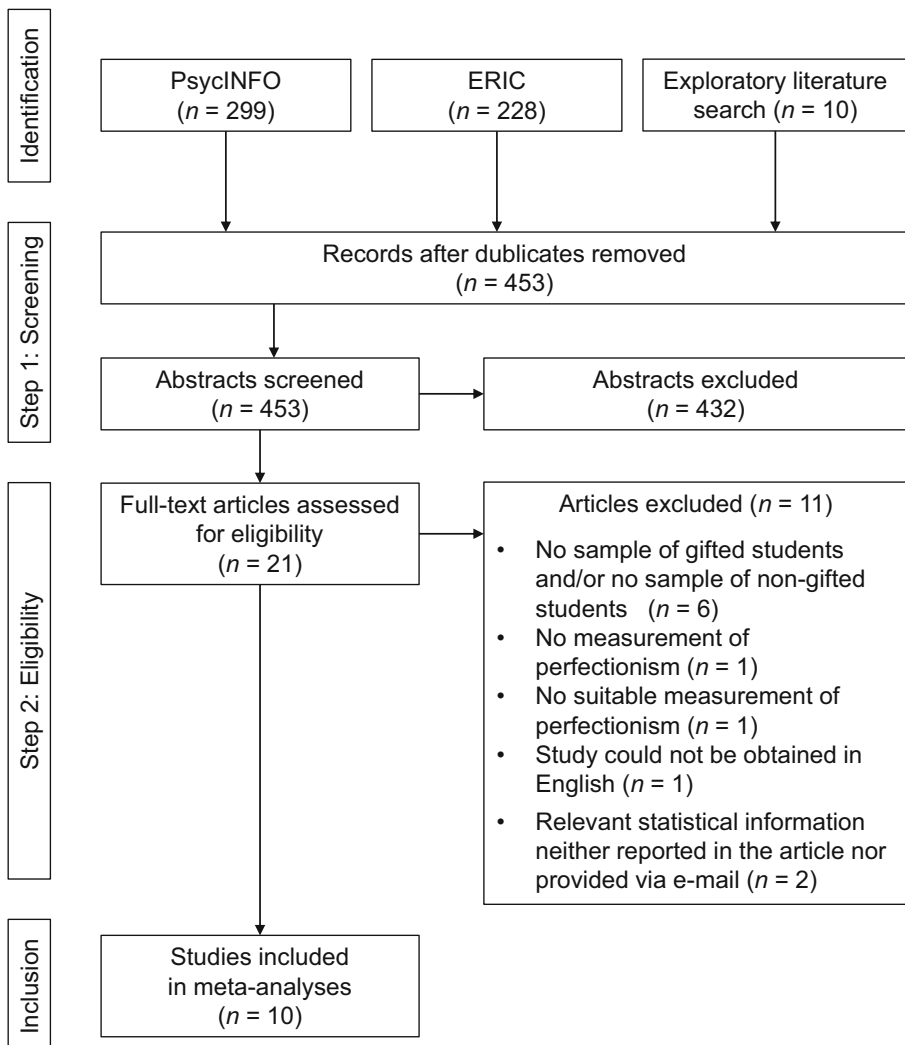 Identification
PsycINFO
(n = 299)
ERIC
(n = 228)
Exploratory literature
search (n = 10)
Step 1: Screening
Records after dublicates removed
(n = 453)
Abstracts screened
(n = 453)
Abstracts excluded
(n = 432)
Step 2: Eligibility
Full-text articles assessed
for eligibility
(n = 21)
Articles excluded (n = 11)
• No sample of gifted students
and/or no sample of non-gifted
students (n = 6)
• No measurement of
perfectionism (n = 1)
• No suitable measurement of
perfectionism (n = 1)
• Study could not be obtained in
English (n = 1)
• Relevant statistical information
neither reported in the article nor
provided via e-mail (n = 2)
Inclusion
Studies included
in meta-analyses
(n = 10)